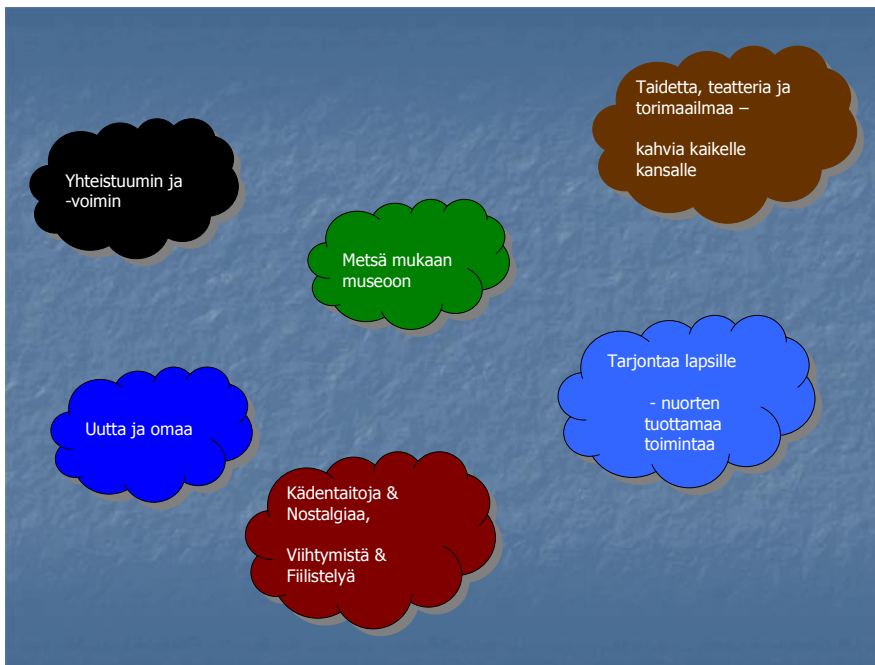 Taidetta, teatteria ja
torimaailmaa –
kahvia kaikelle
kansalle
Yhteistuumin ja
-voimin
Metsä mukaan
museoon
Tarjontaa lapsille
- nuorten
tuottamaa
toimintaa
Uutta ja omaa
Kädentaitoja &
Nostalgiaa,
Viihtymistä &
Fiilistelyä